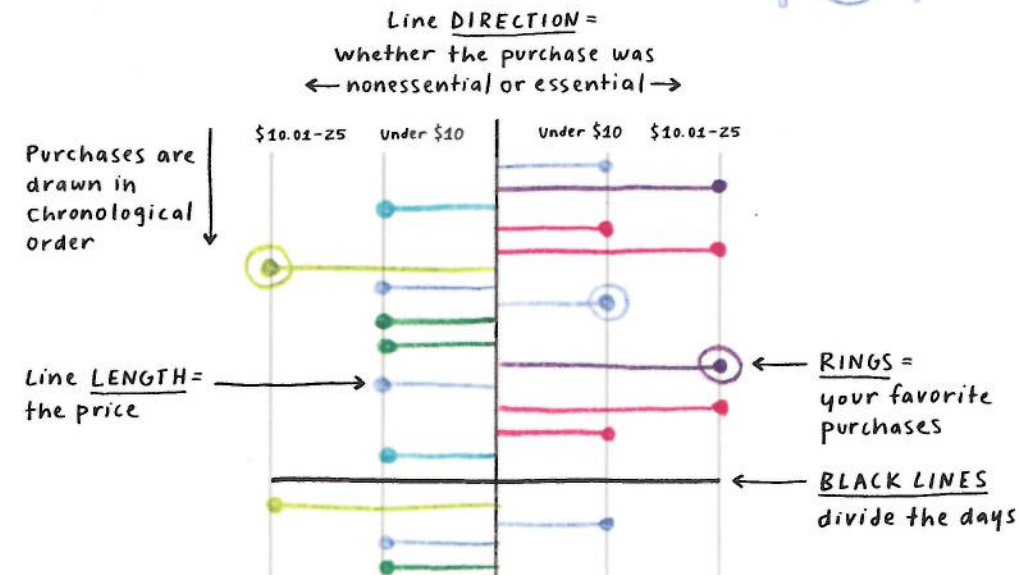 Line DIRECTION =
whether the purchase was
← nonessential or essential →
$10.01-25
under $10
under $10
$10.01-25
Purchases are
drawn in
chronological
order
Line LENGTH =
the price
RINGS =
your favorite
purchases
BLACK LINES
divide the days